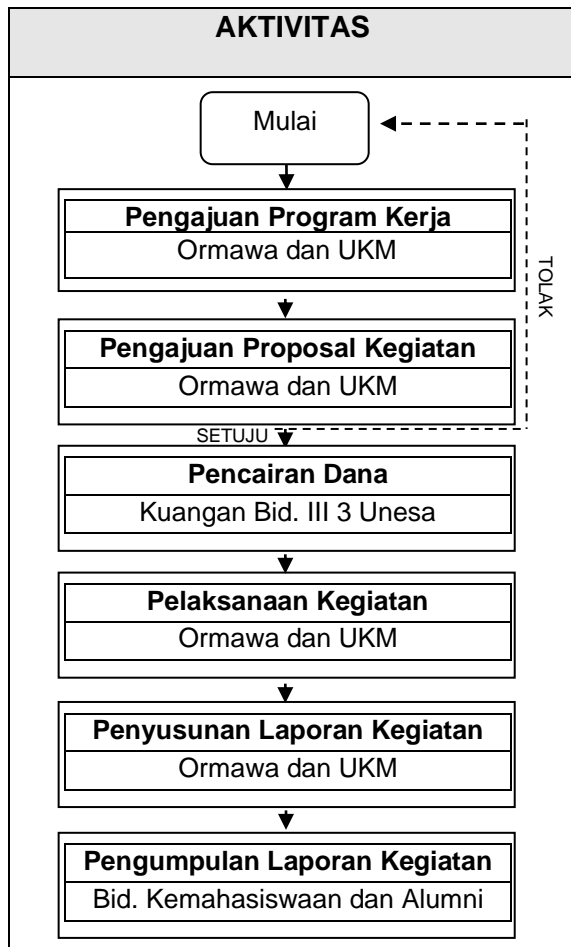 AKTIVITAS
Mulai
Pengajuan Program Kerja
Ormawa dan UKM
TOLAK
Pengajuan Proposal Kegiatan
Ormawa dan UKM
SETUJU
Pencairan Dana
Kuangan Bid. III 3 Unesa
Pelaksanaan Kegiatan
Ormawa dan UKM
Penyusunan Laporan Kegiatan
Ormawa dan UKM
Pengumpulan Laporan Kegiatan
Bid. Kemahasiswaan dan Alumni